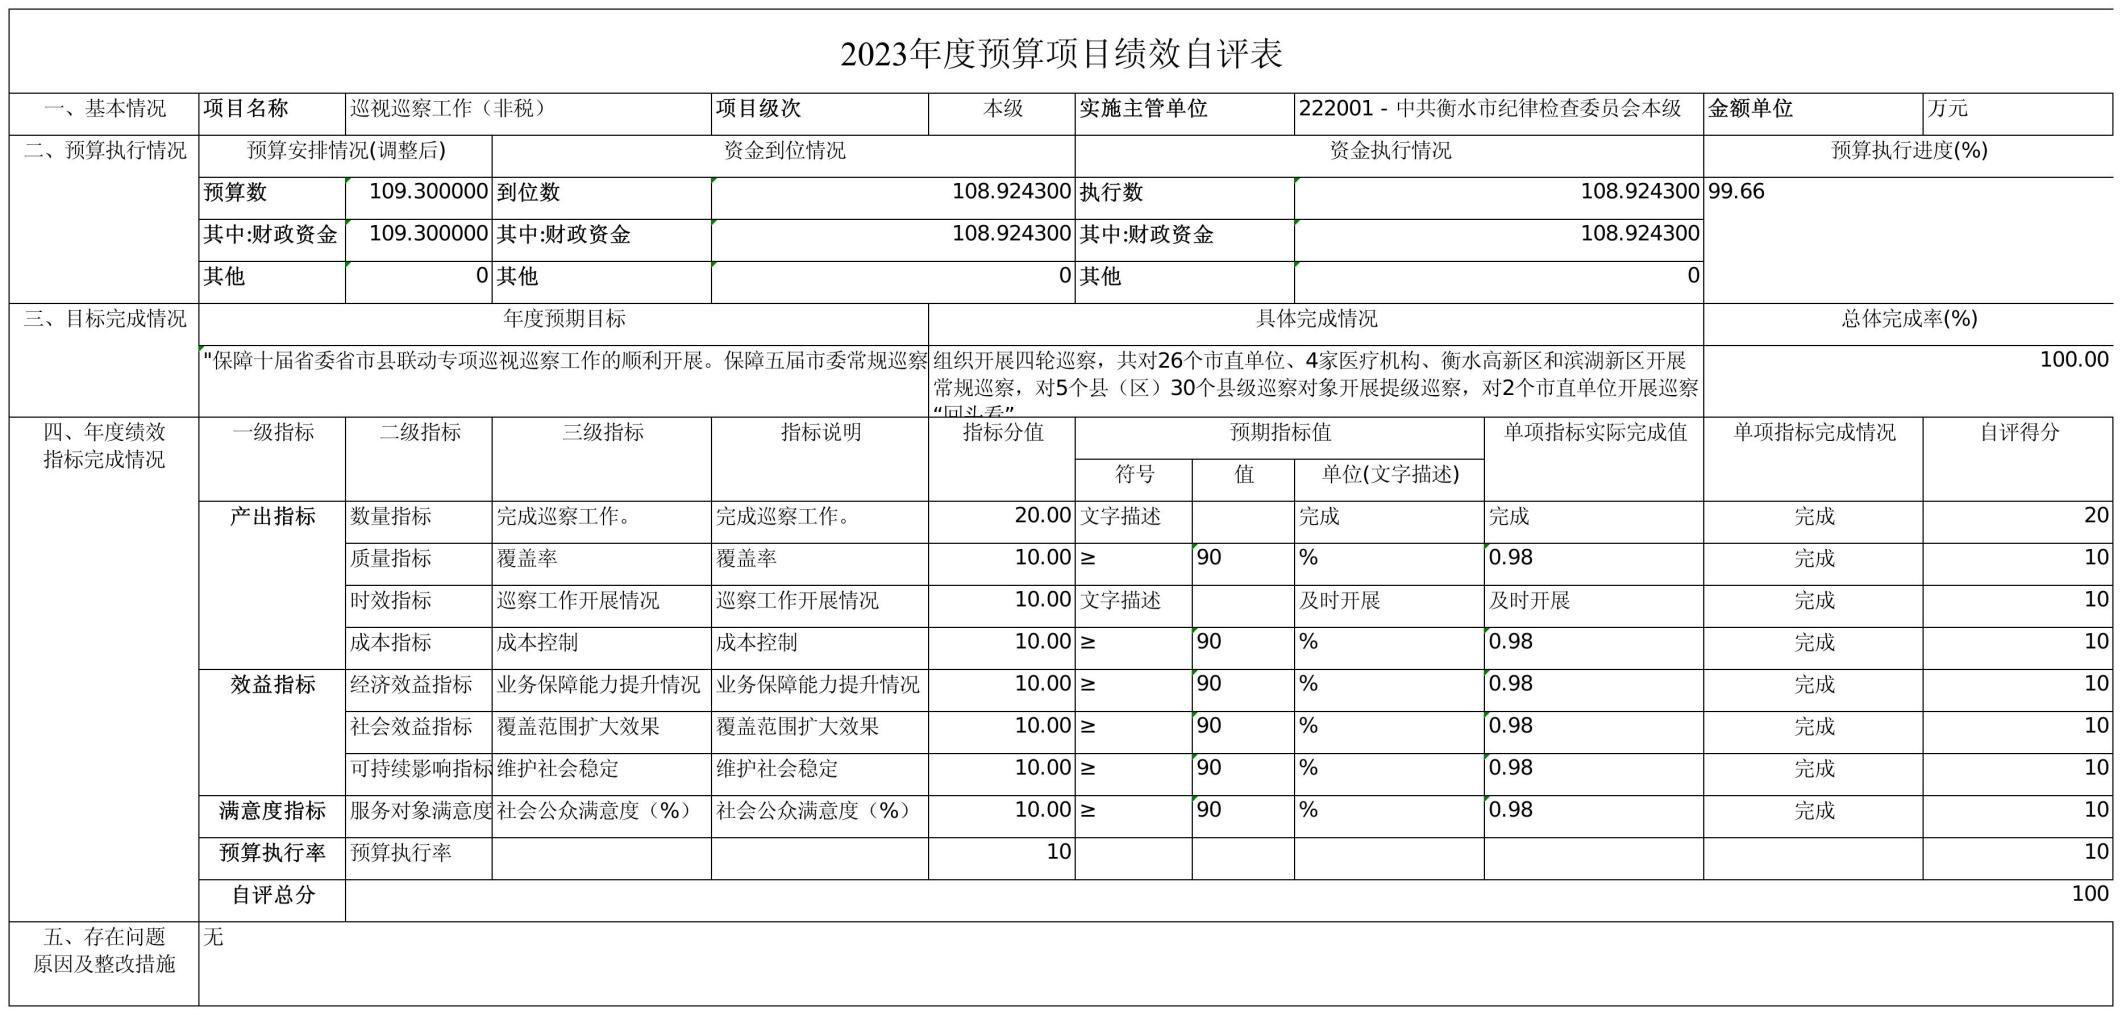 2023年度预算项目绩效自评表
一、基本情况 项目名称 巡视巡察工作（非税） 项目级次 本级 实施主管单位 222001 - 中共衡水市纪律检查委员会本级 金额单位 万元
二、预算执行情况 预算安排情况(调整后) 资金到位情况 资金执行情况 预算执行进度(%)
预算数 109.300000 到位数 108.924300 执行数 108.924300 99.66
其中:财政资金 109.300000 其中:财政资金 108.924300 其中:财政资金 108.924300
其他 0 其他 0 其他 0
三、目标完成情况 年度预期目标 具体完成情况 总体完成率(%)
"保障十届省委省市县联动专项巡视巡察工作的顺利开展。保障五届市委常规巡察 组织开展四轮巡察，共对26个市直单位、4家医疗机构、衡水高新区和滨湖新区开展 100.00
常规巡察，对5个县（区）30个县级巡察对象开展提级巡察，对2个市直单位开展巡察
“回头看”
四、年度绩效 一级指标 二级指标 三级指标 指标说明 指标分值 预期指标值 单项指标实际完成值 单项指标完成情况 自评得分
指标完成情况 符号 值 单位(文字描述)
产出指标 数量指标 完成巡察工作。 完成巡察工作。 20.00 文字描述 完成 完成 完成 20
质量指标 覆盖率 覆盖率 10.00 ≥ 90 % 0.98 完成 10
时效指标 巡察工作开展情况 巡察工作开展情况 10.00 文字描述 及时开展 及时开展 完成 10
成本指标 成本控制 成本控制 10.00 ≥ 90 % 0.98 完成 10
效益指标 经济效益指标 业务保障能力提升情况 业务保障能力提升情况 10.00 ≥ 90 % 0.98 完成 10
社会效益指标 覆盖范围扩大效果 覆盖范围扩大效果 10.00 ≥ 90 % 0.98 完成 10
可持续影响指标 维护社会稳定 维护社会稳定 10.00 ≥ 90 % 0.98 完成 10
满意度指标 服务对象满意度 社会公众满意度（%） 社会公众满意度（%） 10.00 ≥ 90 % 0.98 完成 10
预算执行率 预算执行率 10 10
自评总分 100
五、存在问题 无
原因及整改措施